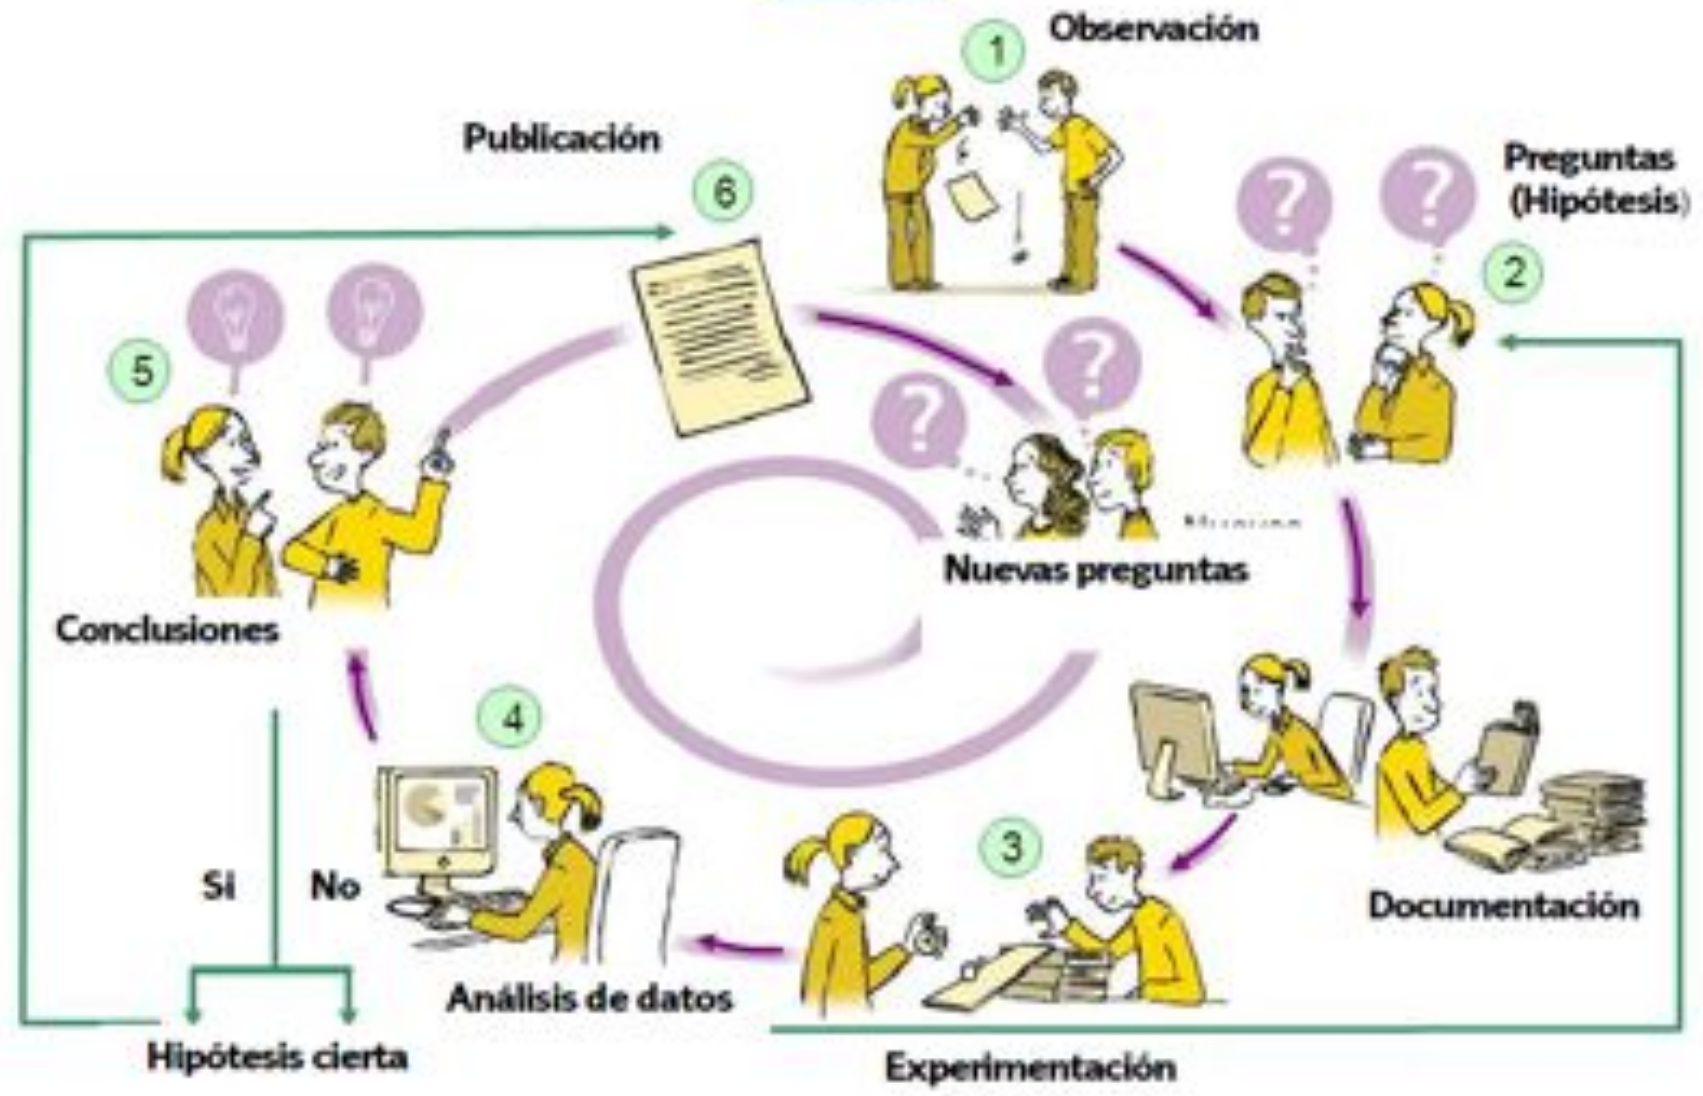 1
Observación
Publicación
6
Preguntas
(Hipótesis)
?
?
2
5
?
?
Nuevas preguntas
Conclusiones
4
3
Si
No
Documentación
Análisis de datos
Hipótesis cierta
Experimentación